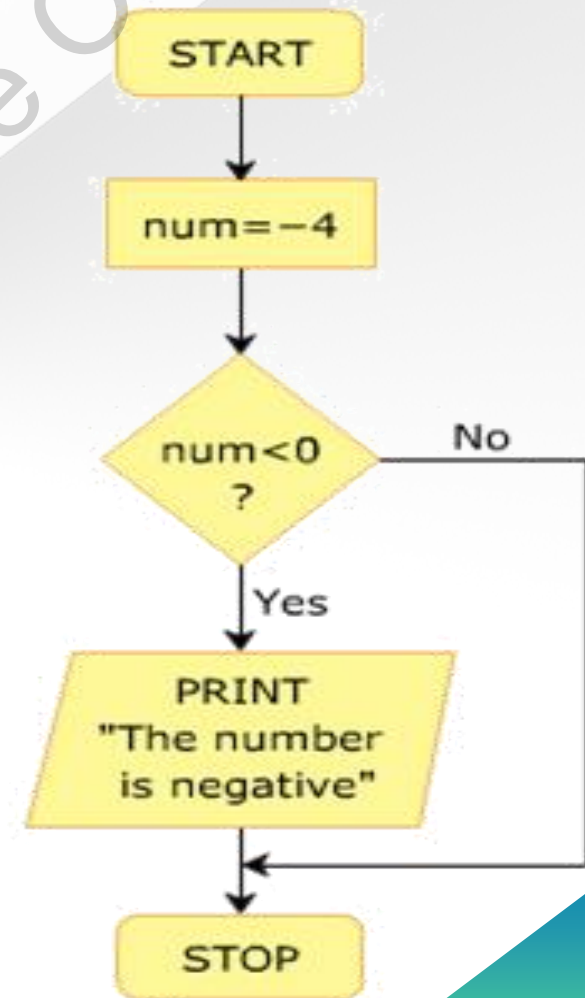 START
num=−4
num<0
?
No
Yes
PRINT
"The number
is negative"
STOP